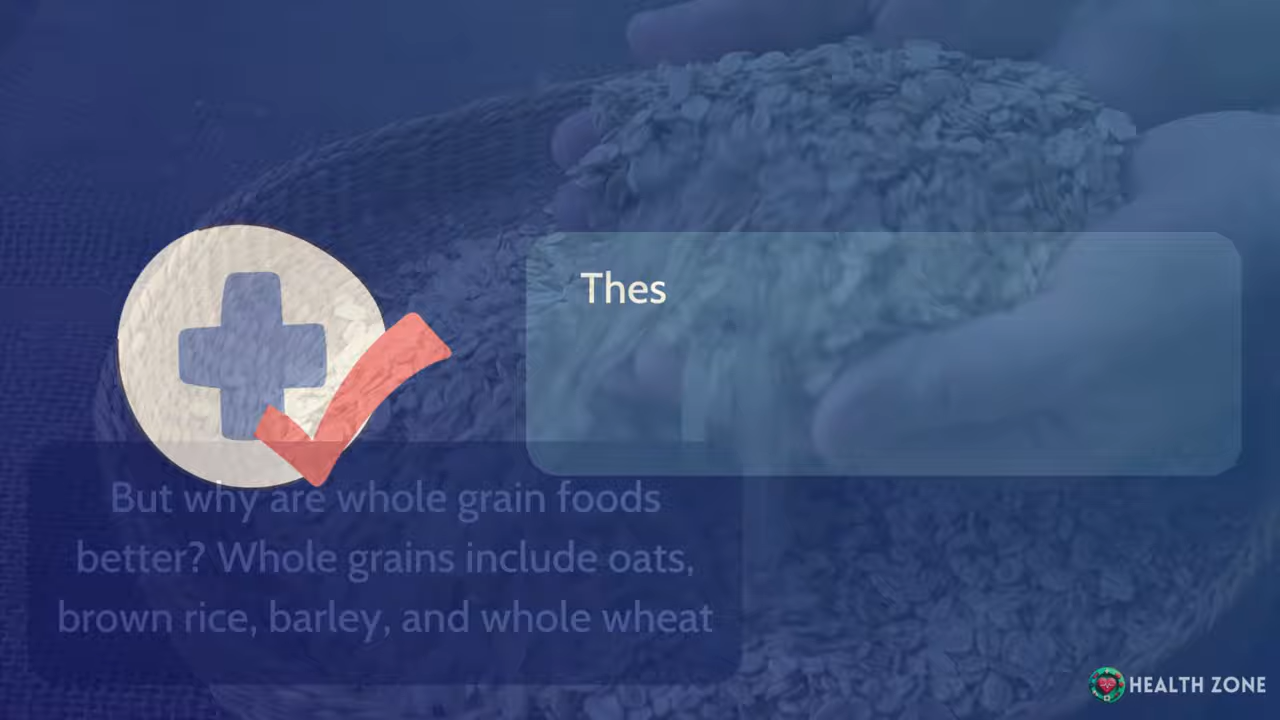 Thes
But why are whole grain foods
better? Whole grains include oats,
brown rice, barley, and whole wheat
HEALTH ZONE